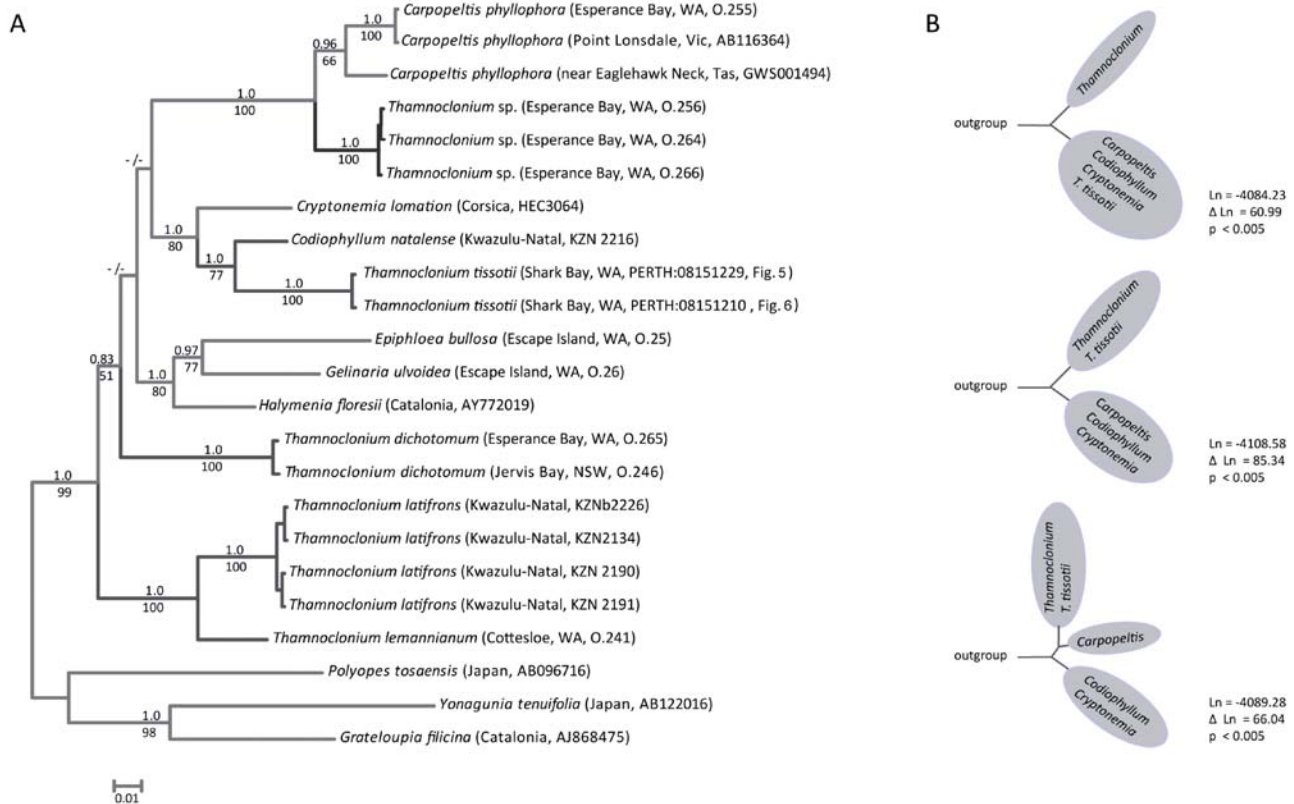 A
Carpopeltis phyllophora (Esperance Bay, WA, O.255)
1.0
100
Carpopeltis phyllophora (Point Lonsdale, Vic, AB116364)
0.96
66
Carpopeltis phyllophora (near Eaglehawk Neck, Tas, GWS001494)
1.0
100
Thamnoclonium sp. (Esperance Bay, WA, O.256)
Thamnoclonium sp. (Esperance Bay, WA, O.264)
1.0
100
Thamnoclonium sp. (Esperance Bay, WA, O.266)
- /-
Cryptonemia lomation (Corsica, HEC3064)
1.0
80
Codiophyllum natalense (Kwazulu-Natal, KZN 2216)
1.0
77
Thamnoclonium tissotii (Shark Bay, WA, PERTH:08151229, Fig. 5)
1.0
100
Thamnoclonium tissotii (Shark Bay, WA, PERTH:08151210 , Fig. 6)
- /-
Epiphloea bullosa (Escape Island, WA, O.25)
0.97
77
Gelinaria ulvoidea (Escape Island, WA, O.26)
1.0
80
Halymenia floresii (Catalonia, AY772019)
0.83
51
Thamnoclonium dichotomum (Esperance Bay, WA, O.265)
1.0
100
Thamnoclonium dichotomum (Jervis Bay, NSW, O.246)
1.0
99
Thamnoclonium latifrons (Kwazulu-Natal, KZNb2226)
Thamnoclonium latifrons (Kwazulu-Natal, KZN2134)
1.0
100
Thamnoclonium latifrons (Kwazulu-Natal, KZN 2190)
Thamnoclonium latifrons (Kwazulu-Natal, KZN 2191)
1.0
100
Thamnoclonium lemannianum (Cottesloe, WA, O.241)
Polyopes tosaensis (Japan, AB096716)
Yonagunia tenuifolia (Japan, AB122016)
1.0
98
Grateloupia filicina (Catalonia, AJ868475)
0.01
B
Thamnoclonium
outgroup
Carpopeltis
Codiophyllum
Cryptonemia
T. tissotii
Ln = -4084.23
Δ Ln = 60.99
p < 0.005
Thamnoclonium
T. tissotii
outgroup
Carpopeltis
Codiophyllum
Cryptonemia
Ln = -4108.58
Δ Ln = 85.34
p < 0.005
Thamnoclonium
T. tissotii
Carpopeltis
outgroup
Codiophyllum
Cryptonemia
Ln = -4089.28
Δ Ln = 66.04
p < 0.005